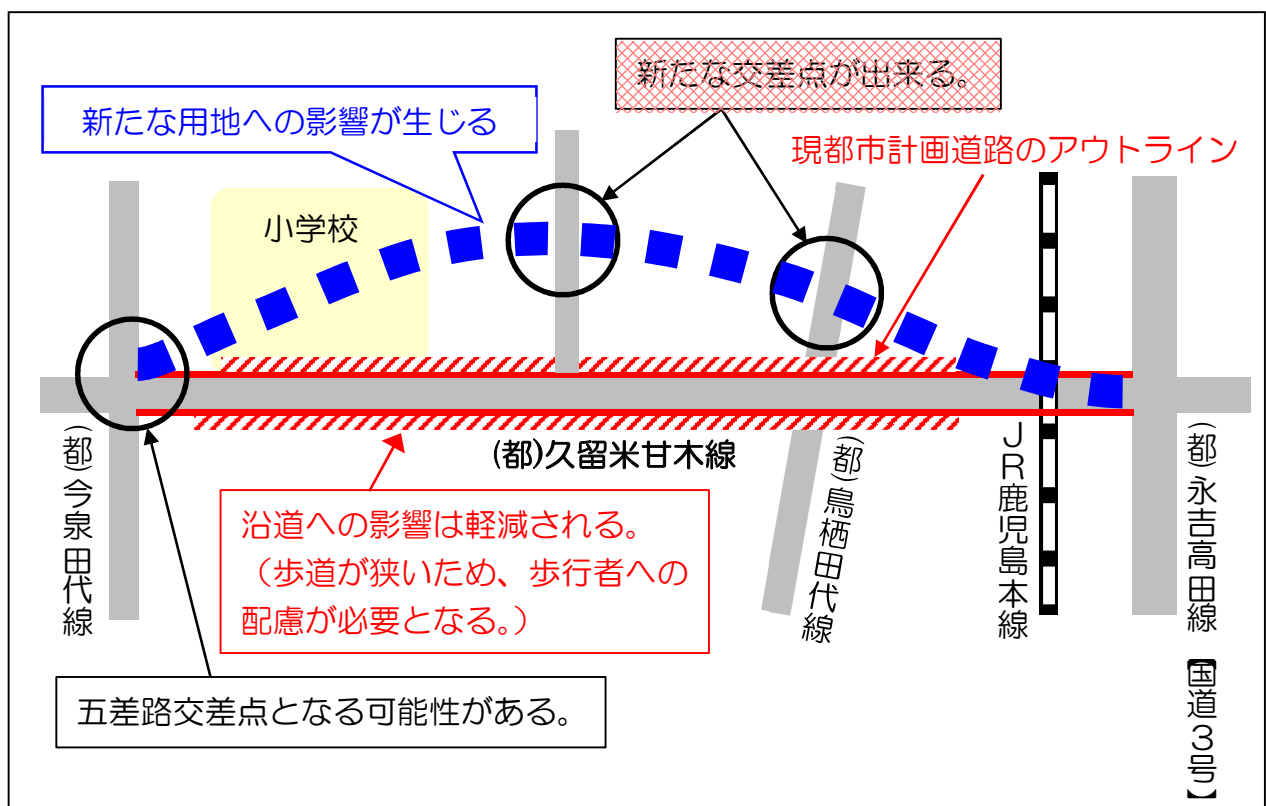 新たな交差点が出来る。
新たな用地への影響が生じる
現都市計画道路のアウトライン
小学校
(都)久留米甘木線
(都)今泉田代線
(都)鳥栖田代線
JR鹿児島本線
(都)永吉高田線【国道3号】
沿道への影響は軽減される。
（歩道が狭いため、歩行者への
配慮が必要となる。）
五差路交差点となる可能性がある。